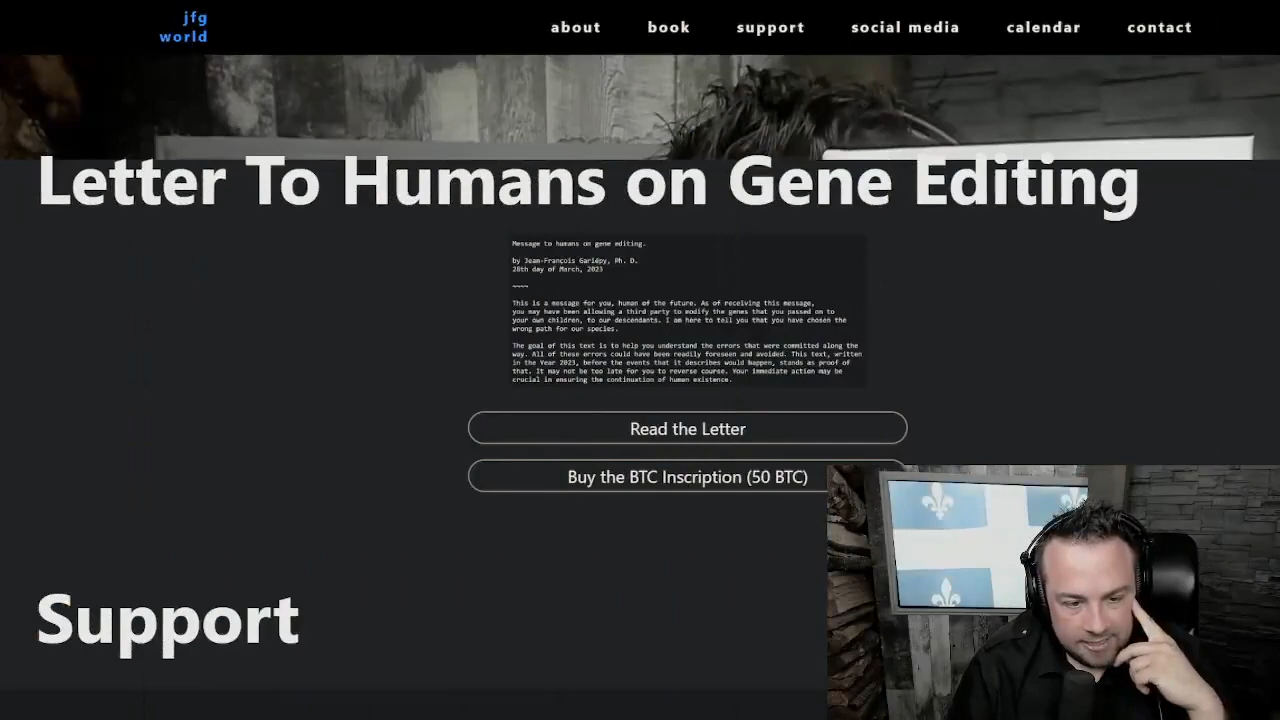 jfg
world
about
book
support
social media
calendar
contact
Letter To Humans on Gene Editing
Message to humans on gene editing.
by Jean-François Gariépy, Ph. D.
28th day of March, 2023
~~~~
This is a message for you, human of the future. As of receiving this message,
you may have been allowing a third party to modify the genes that you passed on to
your own children, to our descendants. I am here to tell you that you have chosen the
wrong path for our species.
The goal of this text is to help you understand the errors that were committed along the
way. All of these errors could have been readily foreseen and avoided. This text, written
in the Year 2023, before the events that it describes would happen, stands as proof of
that. It may not be too late for you to reverse course. Your immediate action may be
crucial in ensuring the continuation of human existence.
Read the Letter
Buy the BTC Inscription (50 BTC)
Support